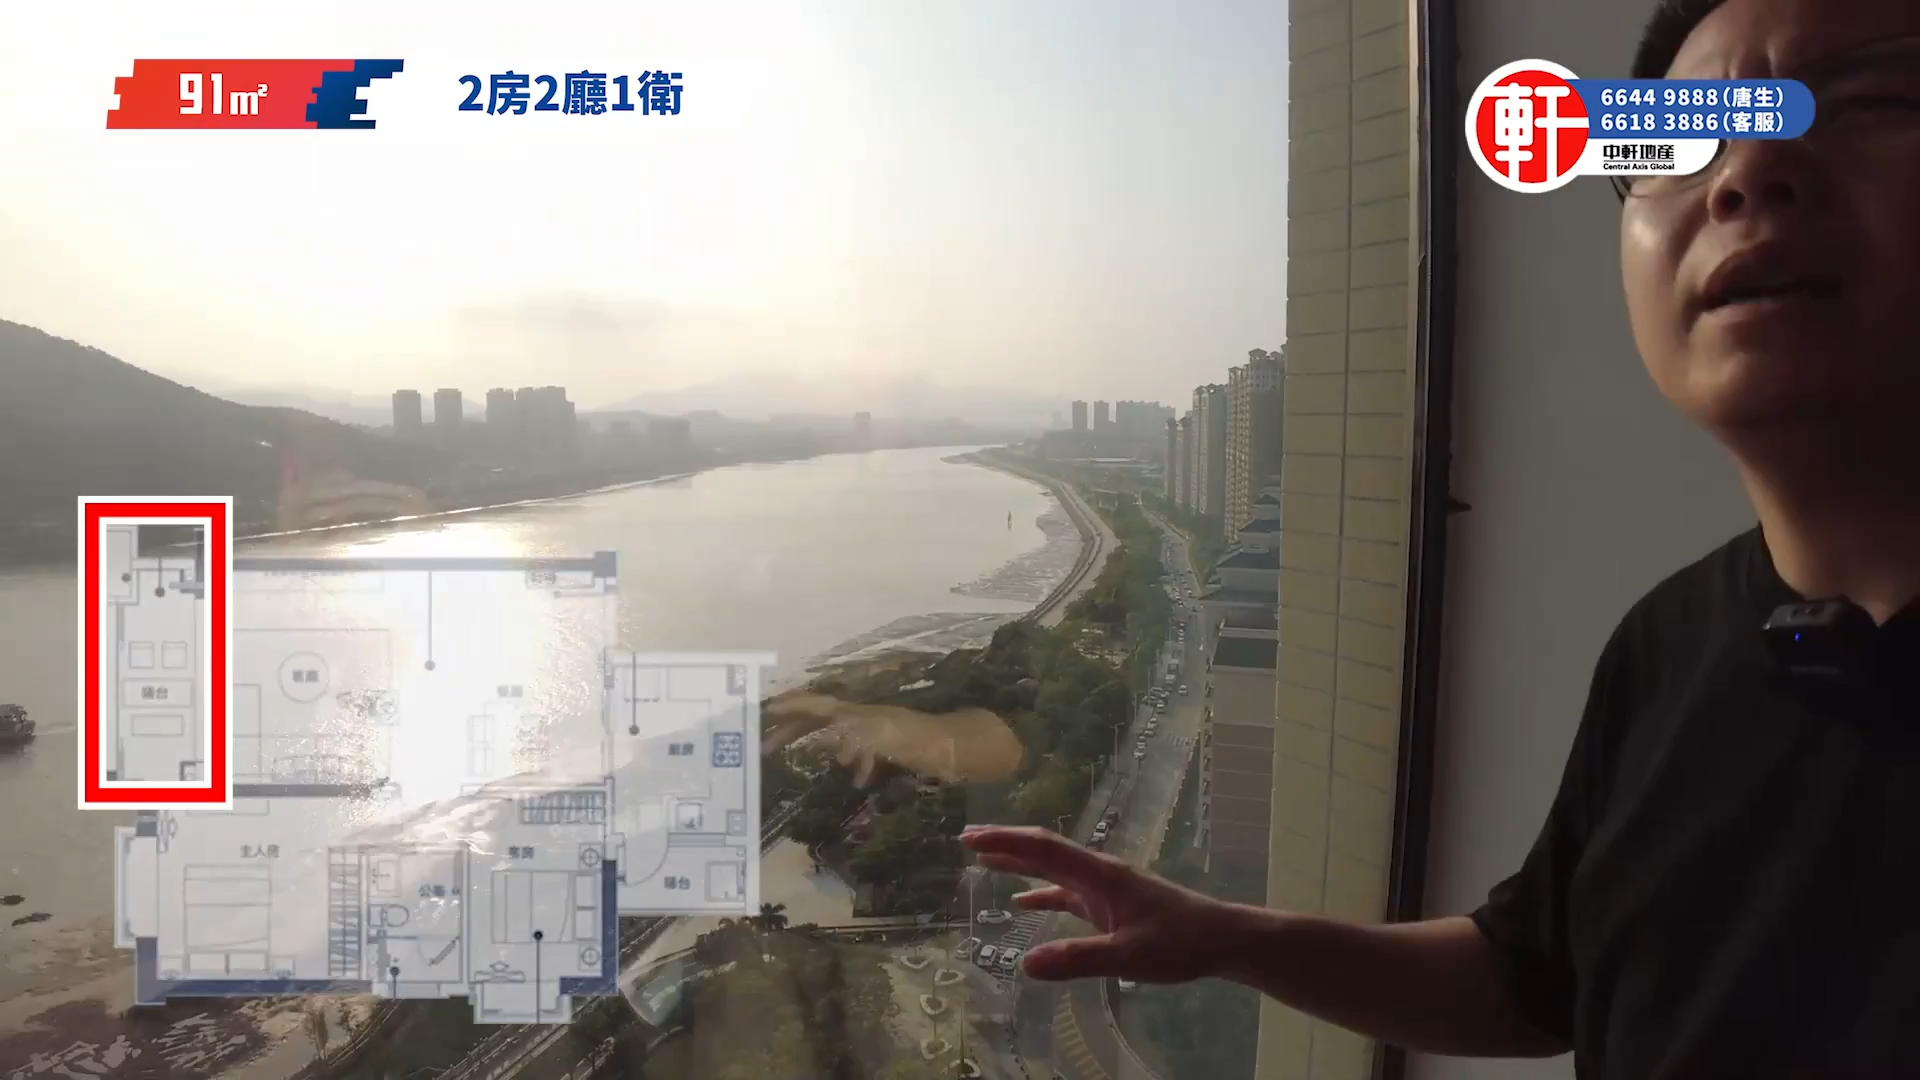 91m²
2房2廳1衛
軒
6644 9888(唐生)
6618 3886(客服)
中軒地産
Central Axis Global
陽台
客廳
餐廳
廚房
主人房
公衛
客房
陽台